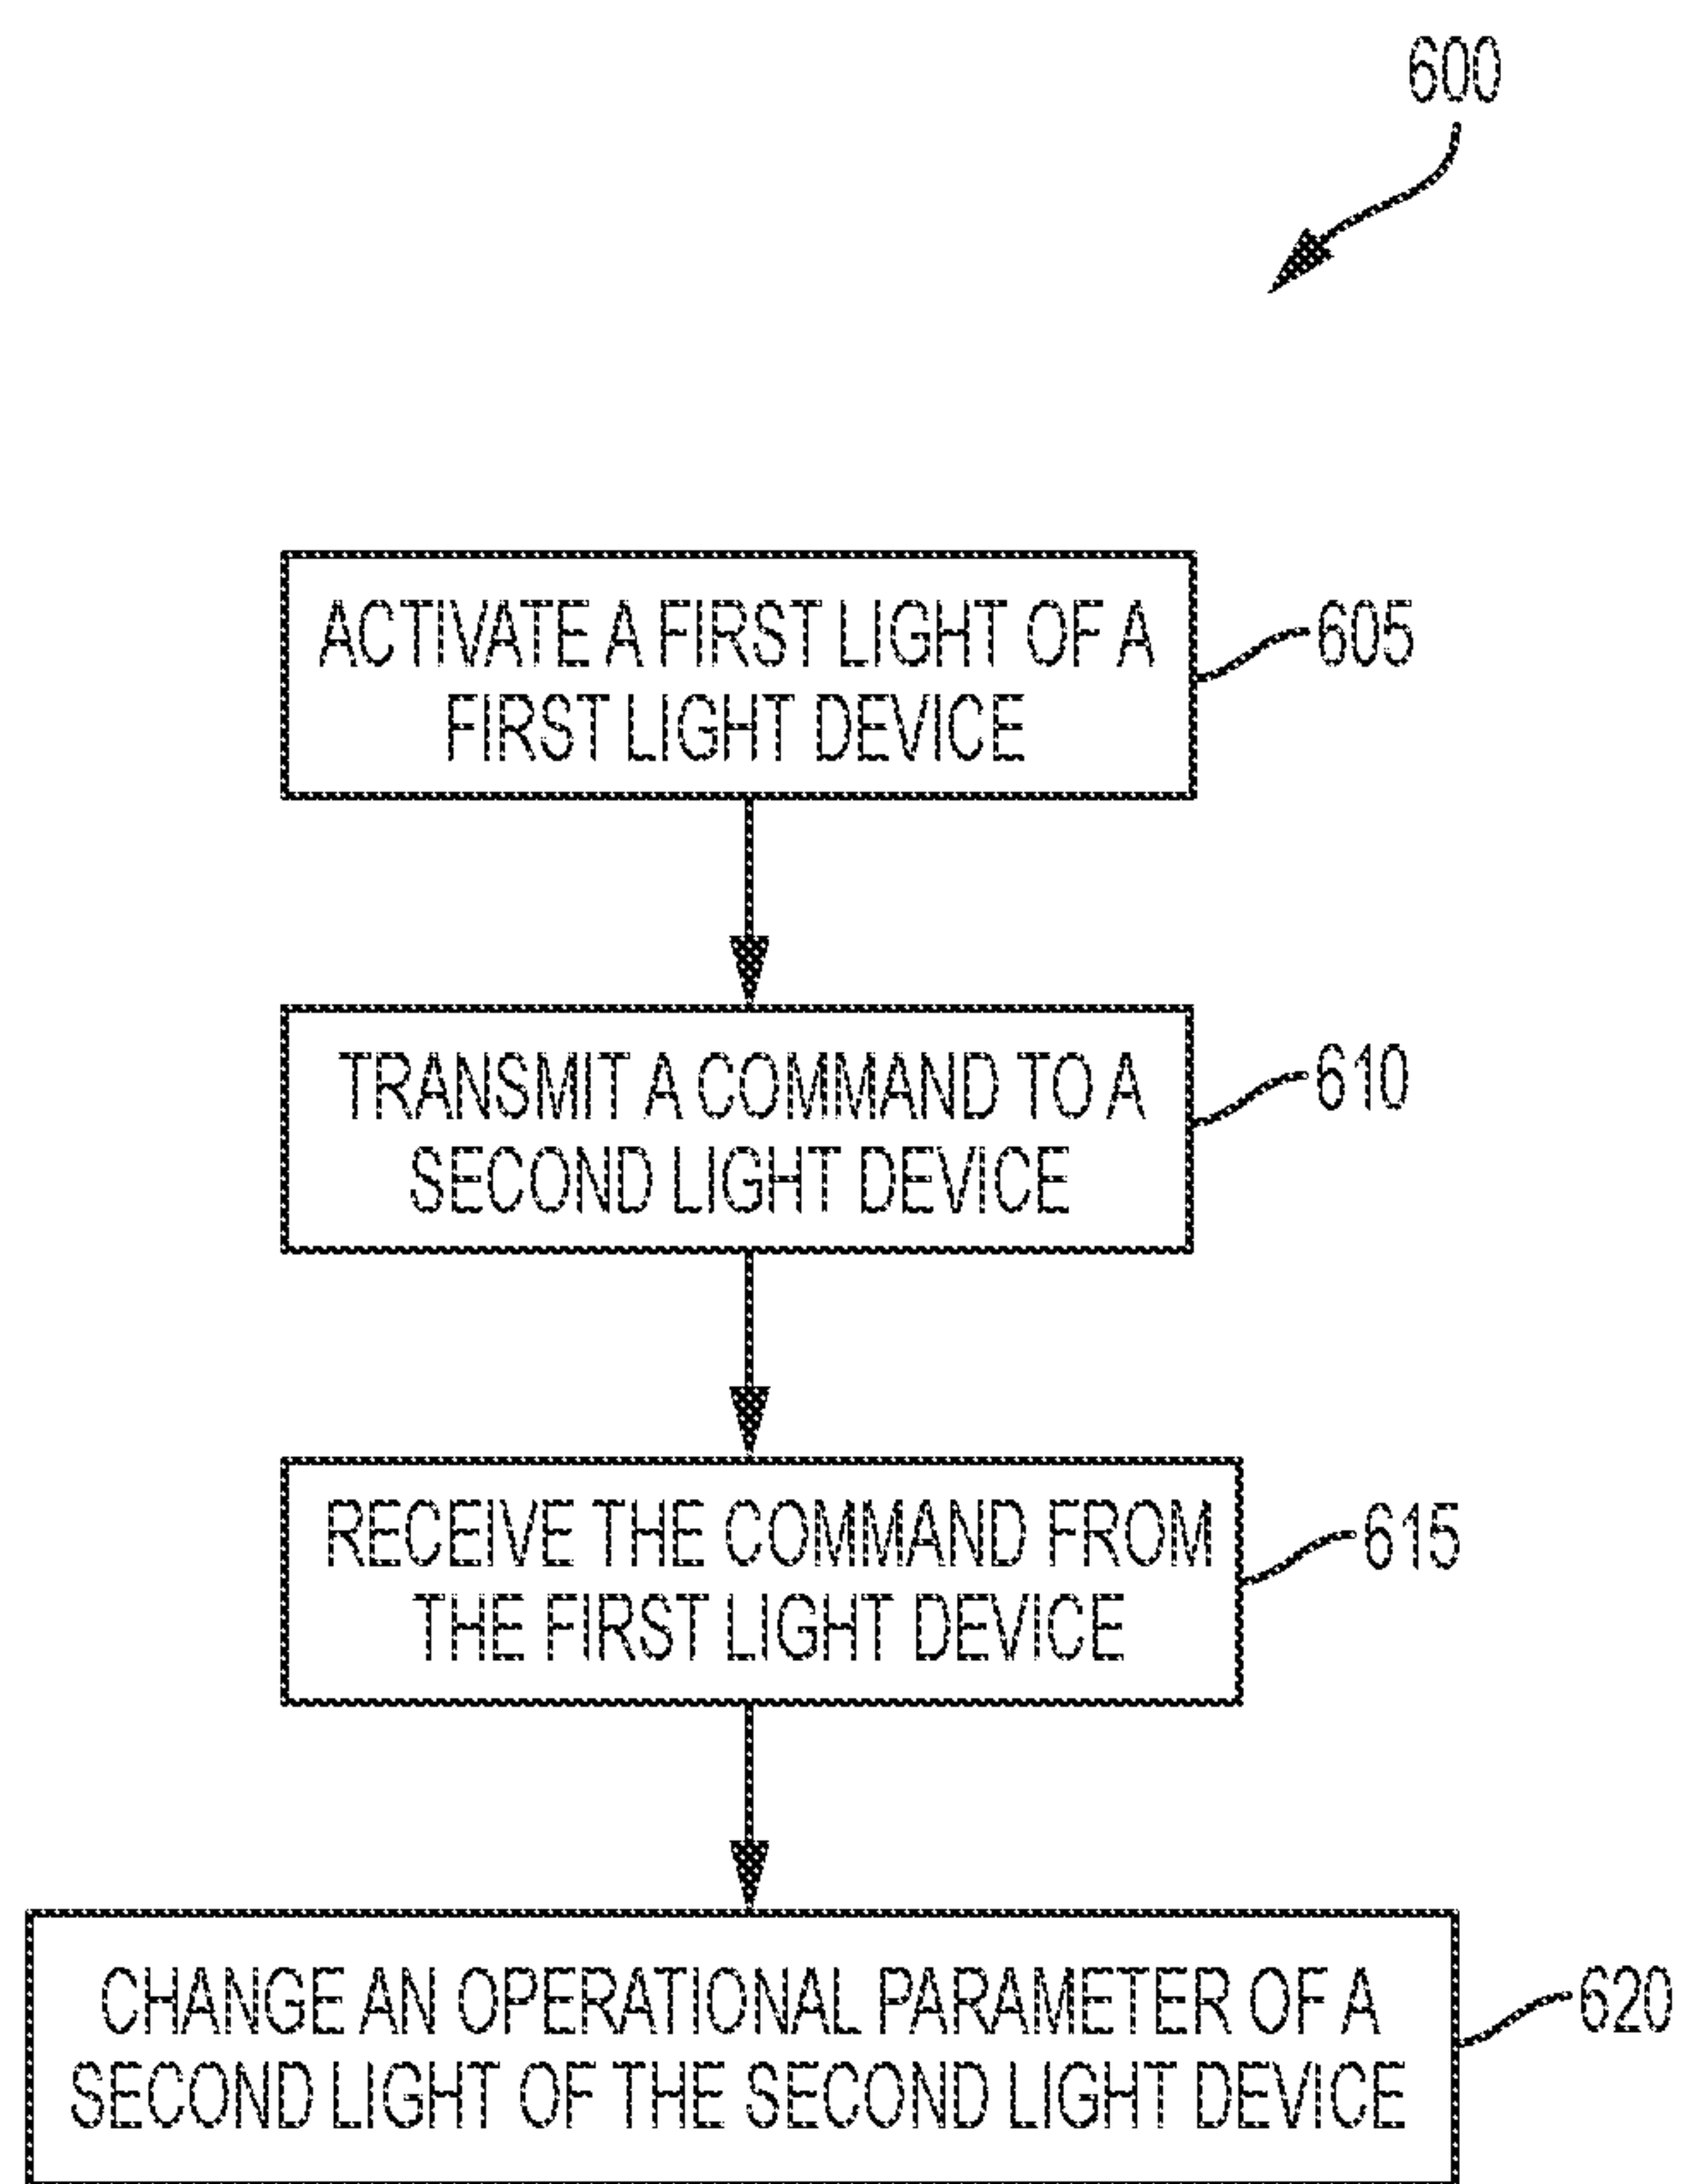 600
ACTIVATE A FIRST LIGHT OF A
FIRST LIGHT DEVICE
605
TRANSMIT A COMMAND TO A
SECOND LIGHT DEVICE
610
RECEIVE THE COMMAND FROM
THE FIRST LIGHT DEVICE
615
CHANGE AN OPERATIONAL PARAMETER OF A
SECOND LIGHT OF THE SECOND LIGHT DEVICE
620